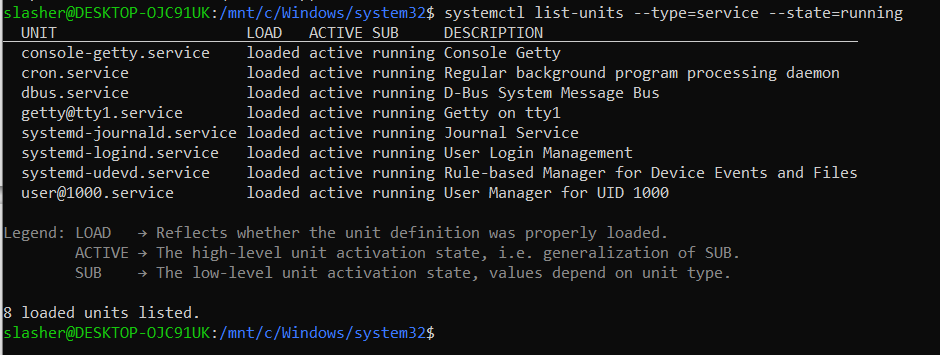 slasher@DESKTOP-OJC91UK:/mnt/c/Windows/system32$ systemctl list-units --type=service --state=running
UNIT LOAD ACTIVE SUB DESCRIPTION
console-getty.service loaded active running Console Getty
cron.service loaded active running Regular background program processing daemon
dbus.service loaded active running D-Bus System Message Bus
getty@tty1.service loaded active running Getty on tty1
systemd-journald.service loaded active running Journal Service
systemd-logind.service loaded active running User Login Management
systemd-udevd.service loaded active running Rule-based Manager for Device Events and Files
user@1000.service loaded active running User Manager for UID 1000
Legend: LOAD → Reflects whether the unit definition was properly loaded.
ACTIVE → The high-level unit activation state, i.e. generalization of SUB.
SUB → The low-level unit activation state, values depend on unit type.
8 loaded units listed.
slasher@DESKTOP-OJC91UK:/mnt/c/Windows/system32$